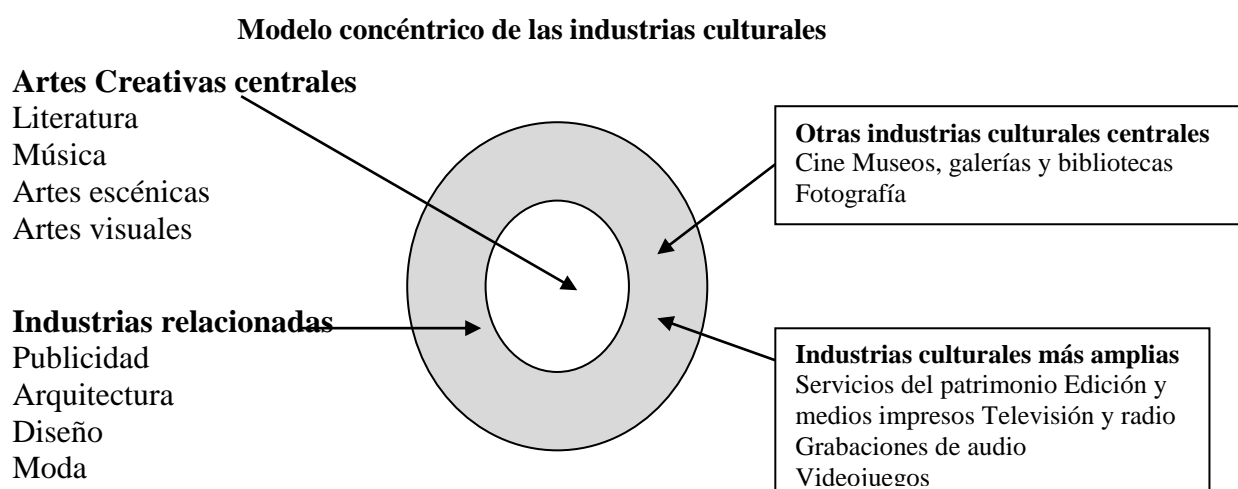 Modelo concéntrico de las industrias culturales
Artes Creativas centrales
Literatura
Música
Artes escénicas
Artes visuales
Industrias relacionadas
Publicidad
Arquitectura
Diseño
Moda
Otras industrias culturales centrales
Cine Museos, galerías y bibliotecas
Fotografía
Industrias culturales más amplias
Servicios del patrimonio Edición y
medios impresos Televisión y radio
Grabaciones de audio
Videojuegos